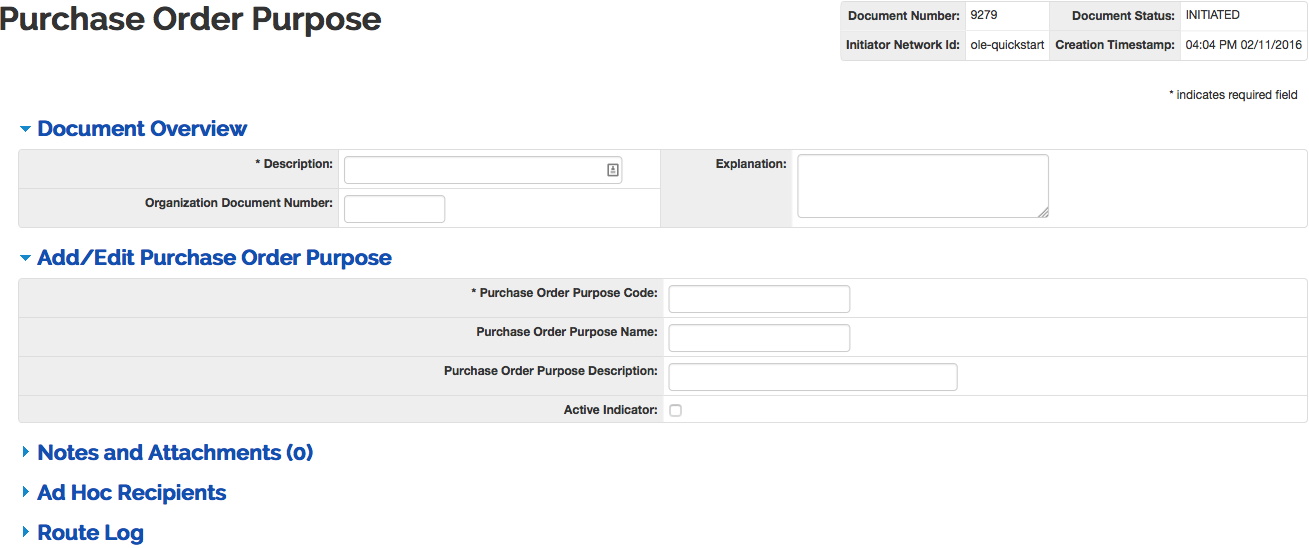 Purchase Order Purpose
Document Number: 9279 Document Status: INITIATED
Initiator Network Id: ole-quickstart Creation Timestamp: 04:04 PM 02/11/2016
* indicates required field
Document Overview
* Description: Explanation:
Organization Document Number:
Add/Edit Purchase Order Purpose
* Purchase Order Purpose Code:
Purchase Order Purpose Name:
Purchase Order Purpose Description:
Active Indicator:
Notes and Attachments (0)
Ad Hoc Recipients
Route Log